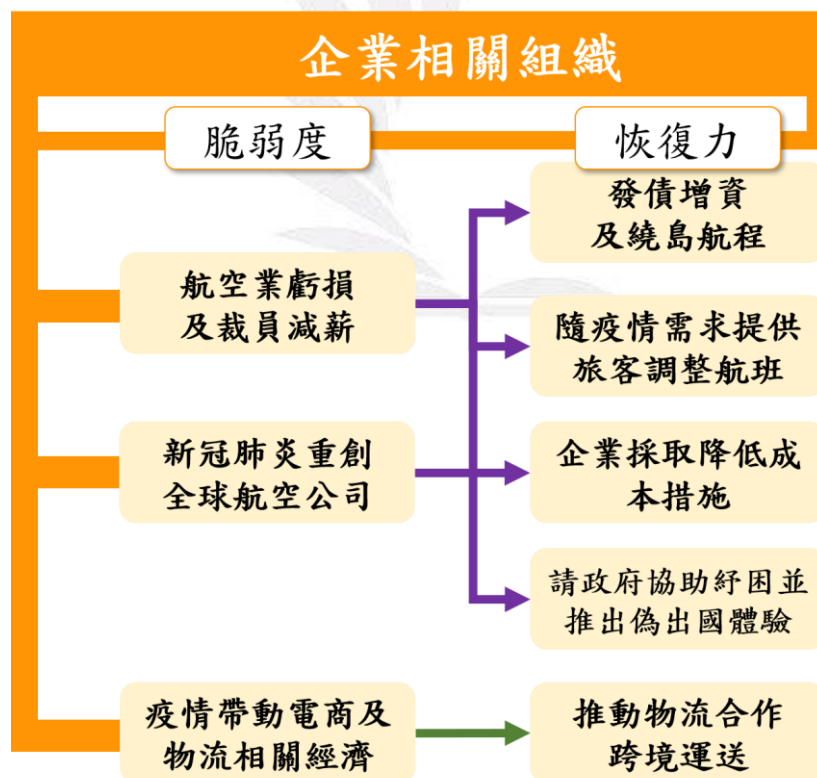 企業相關組織
脆弱度
恢復力
發債增資
及繞島航程
航空業虧損
及裁員減薪
隨疫情需求提供
旅客調整航班
新冠肺炎重創
全球航空公司
企業採取降低成
本措施
請政府協助紓困並
推出偽出國體驗
疫情帶動電商及
物流相關經濟
推動物流合作
跨境運送